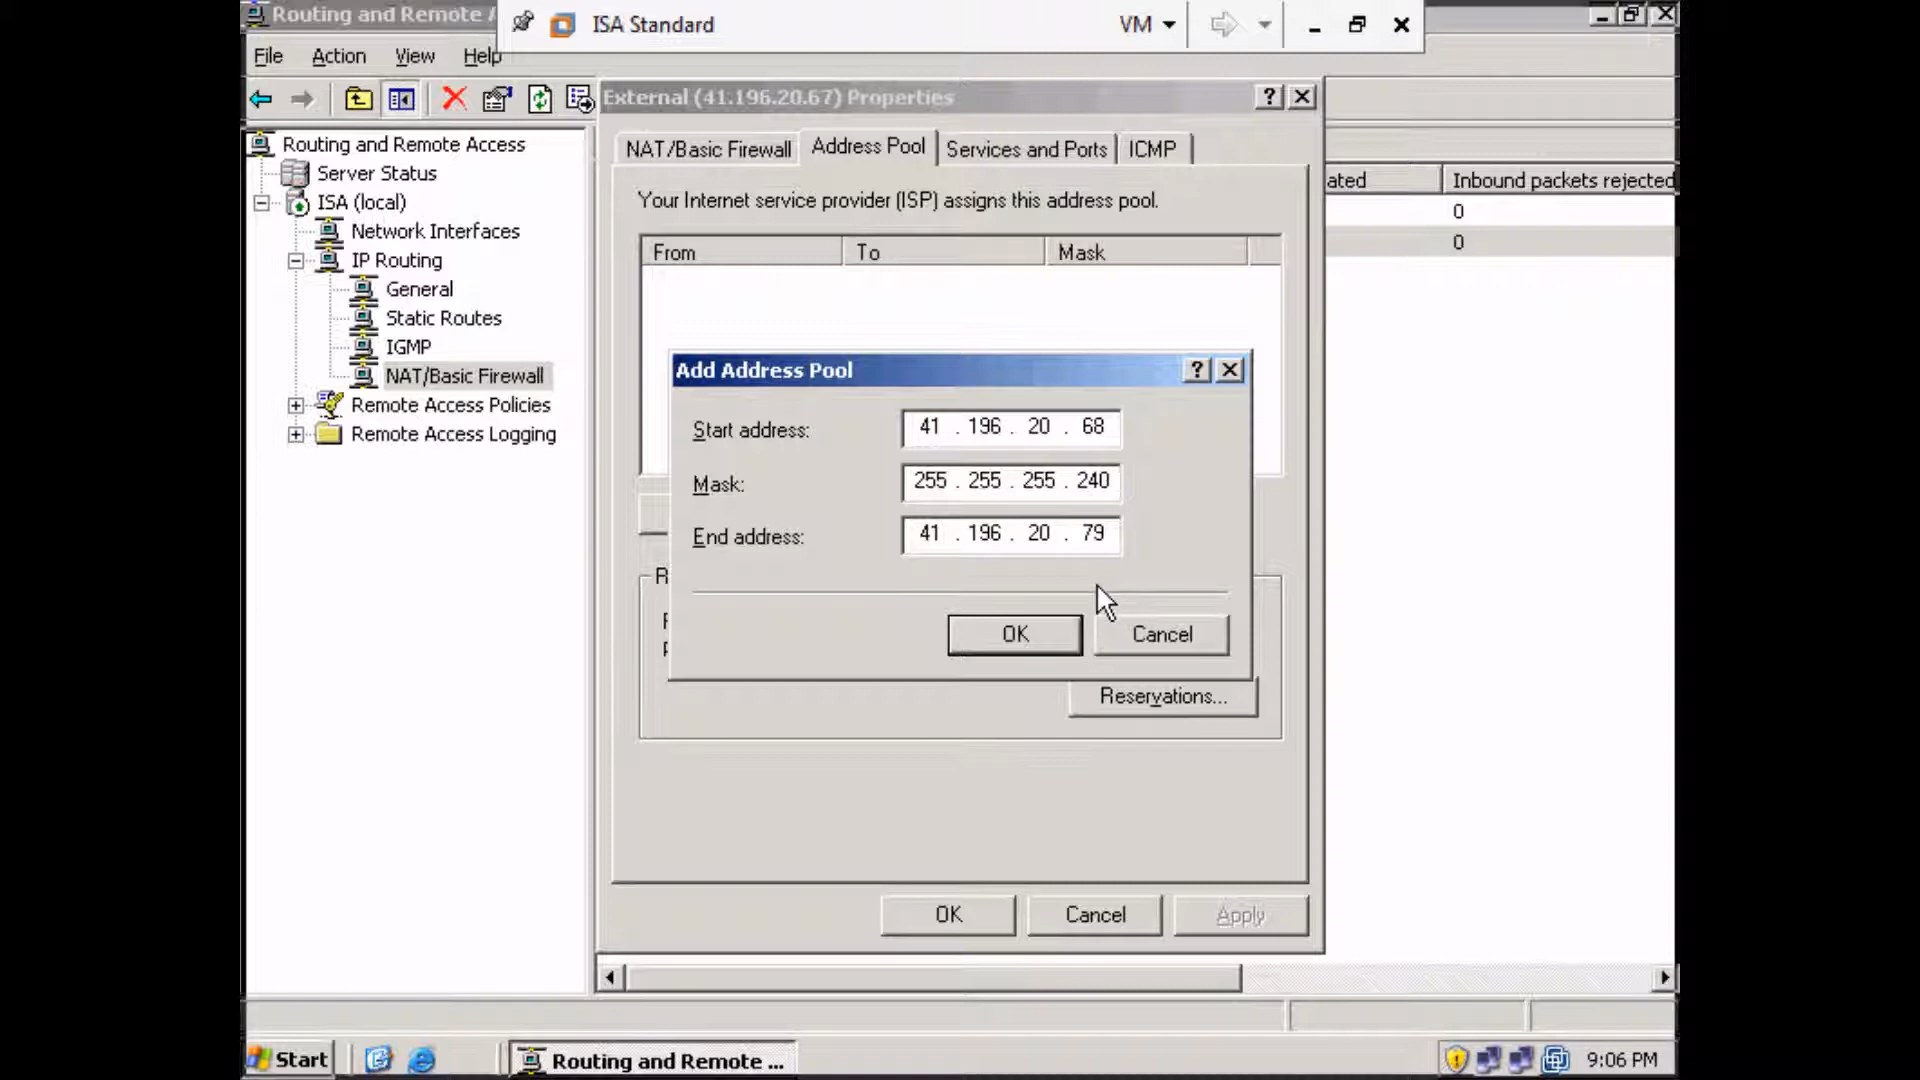 Routing and Remote A
ISA Standard
VM
File Action View Help
External (41.196.20.67) Properties
Routing and Remote Access
Server Status
ISA (local)
Network Interfaces
IP Routing
General
Static Routes
IGMP
NAT/Basic Firewall
Remote Access Policies
Remote Access Logging
NAT/Basic Firewall Address Pool Services and Ports ICMP
Your Internet service provider (ISP) assigns this address pool.
From To Mask
ated Inbound packets rejected
0
0
Add Address Pool
Start address: 41 . 196 . 20 . 68
Mask: 255 . 255 . 255 . 240
End address: 41 . 196 . 20 . 79
OK Cancel
Reservations...
OK Cancel Apply
Start Routing and Remote ... 9:06 PM